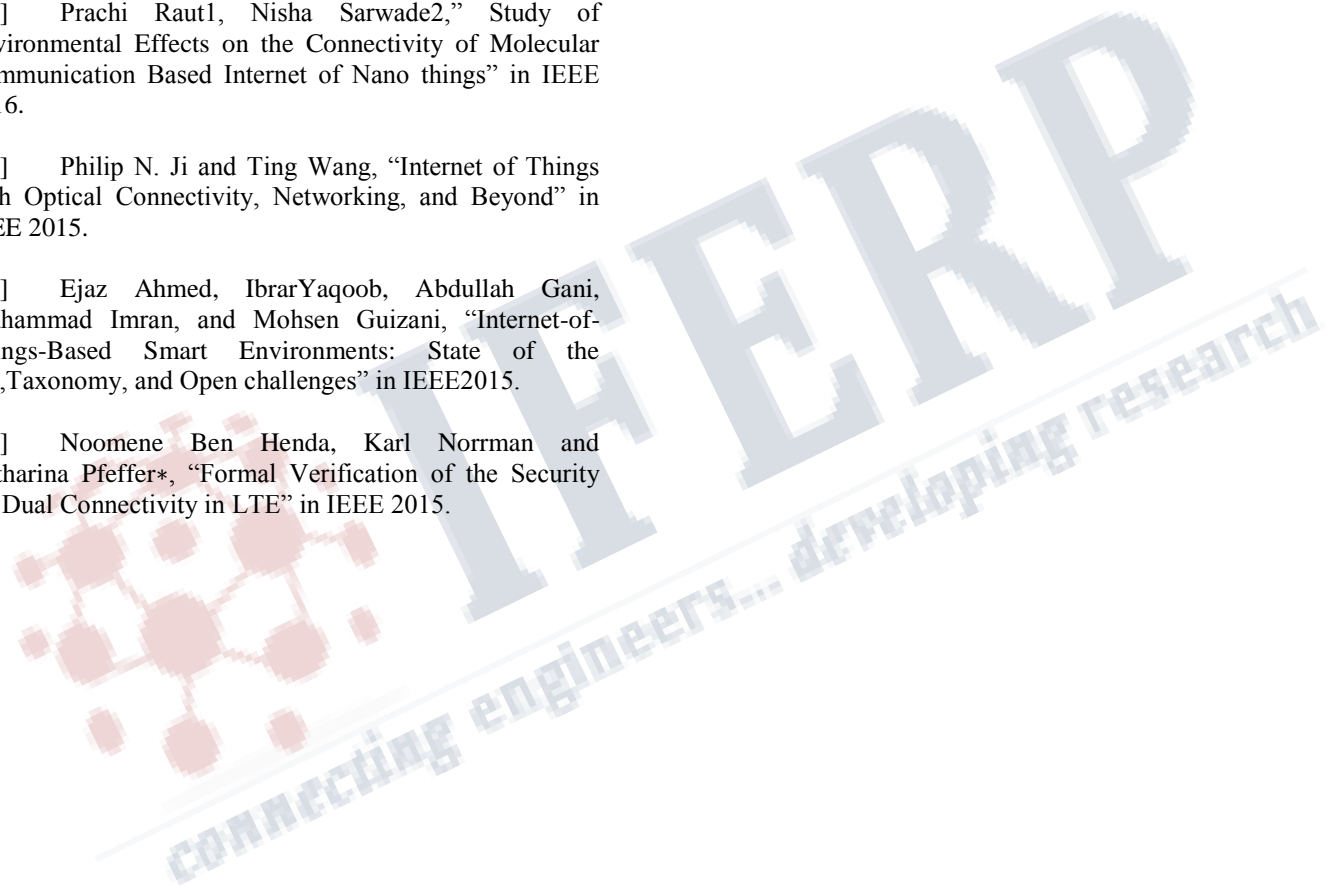 ] Prachi Raut1, Nisha Sarwade2,” Study of
vironmental Effects on the Connectivity of Molecular
mmunication Based Internet of Nano things” in IEEE
16.
] Philip N. Ji and Ting Wang, “Internet of Things
h Optical Connectivity, Networking, and Beyond” in
EE 2015.
] Ejaz Ahmed, IbrarYaqoob, Abdullah Gani,
uhammad Imran, and Mohsen Guizani, “Internet-of-
ings-Based Smart Environments: State of the
,Taxonomy, and Open challenges” in IEEE2015.
] Noomene Ben Henda, Karl Norrman and
tharina Pfeffer∗, “Formal Verification of the Security
Dual Connectivity in LTE” in IEEE 2015.
IFERP
connecting engineers... developing research